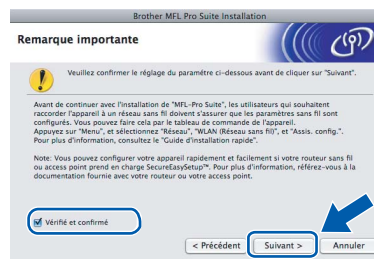 Brother MFL Pro Suite Installation
Remarque importante
Veuillez confirmer le réglage du paramètre ci-dessous avant de cliquer sur "Suivant".
Avant de continuer avec l'installation de "MFL-Pro Suite", les utilisateurs qui souhaitent
raccorder l'appareil à un réseau sans fil doivent s'assurer que les paramètres sans fil sont
configurés. Vous pouvez faire cela par le tableau de commande de l'appareil.
Appuyez sur "Menu", et sélectionnez "Réseau", "WLAN (Réseau sans fil)", et "Assis. config.".
Pour plus d'information, consultez le "Guide d'installation rapide".
Note: Vous pouvez configurer votre appareil rapidement et facilement si votre routeur sans fil
ou access point prend en charge SecureEasySetup™. Pour plus d'information, référez-vous à la
documentation fournie avec votre routeur ou votre access point.
Vérifié et confirmé
< Précédent
Suivant >
Annuler